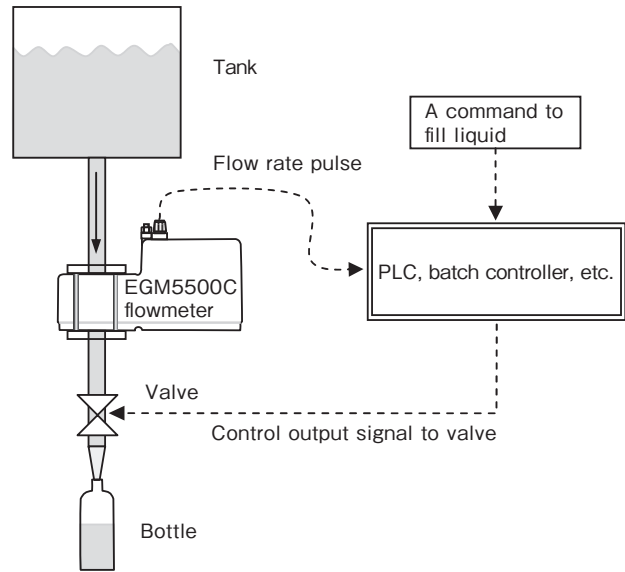 Tank
A command to
fill liquid
Flow rate pulse
PLC, batch controller, etc.
EGM5500C
flowmeter
Valve
Control output signal to valve
Bottle